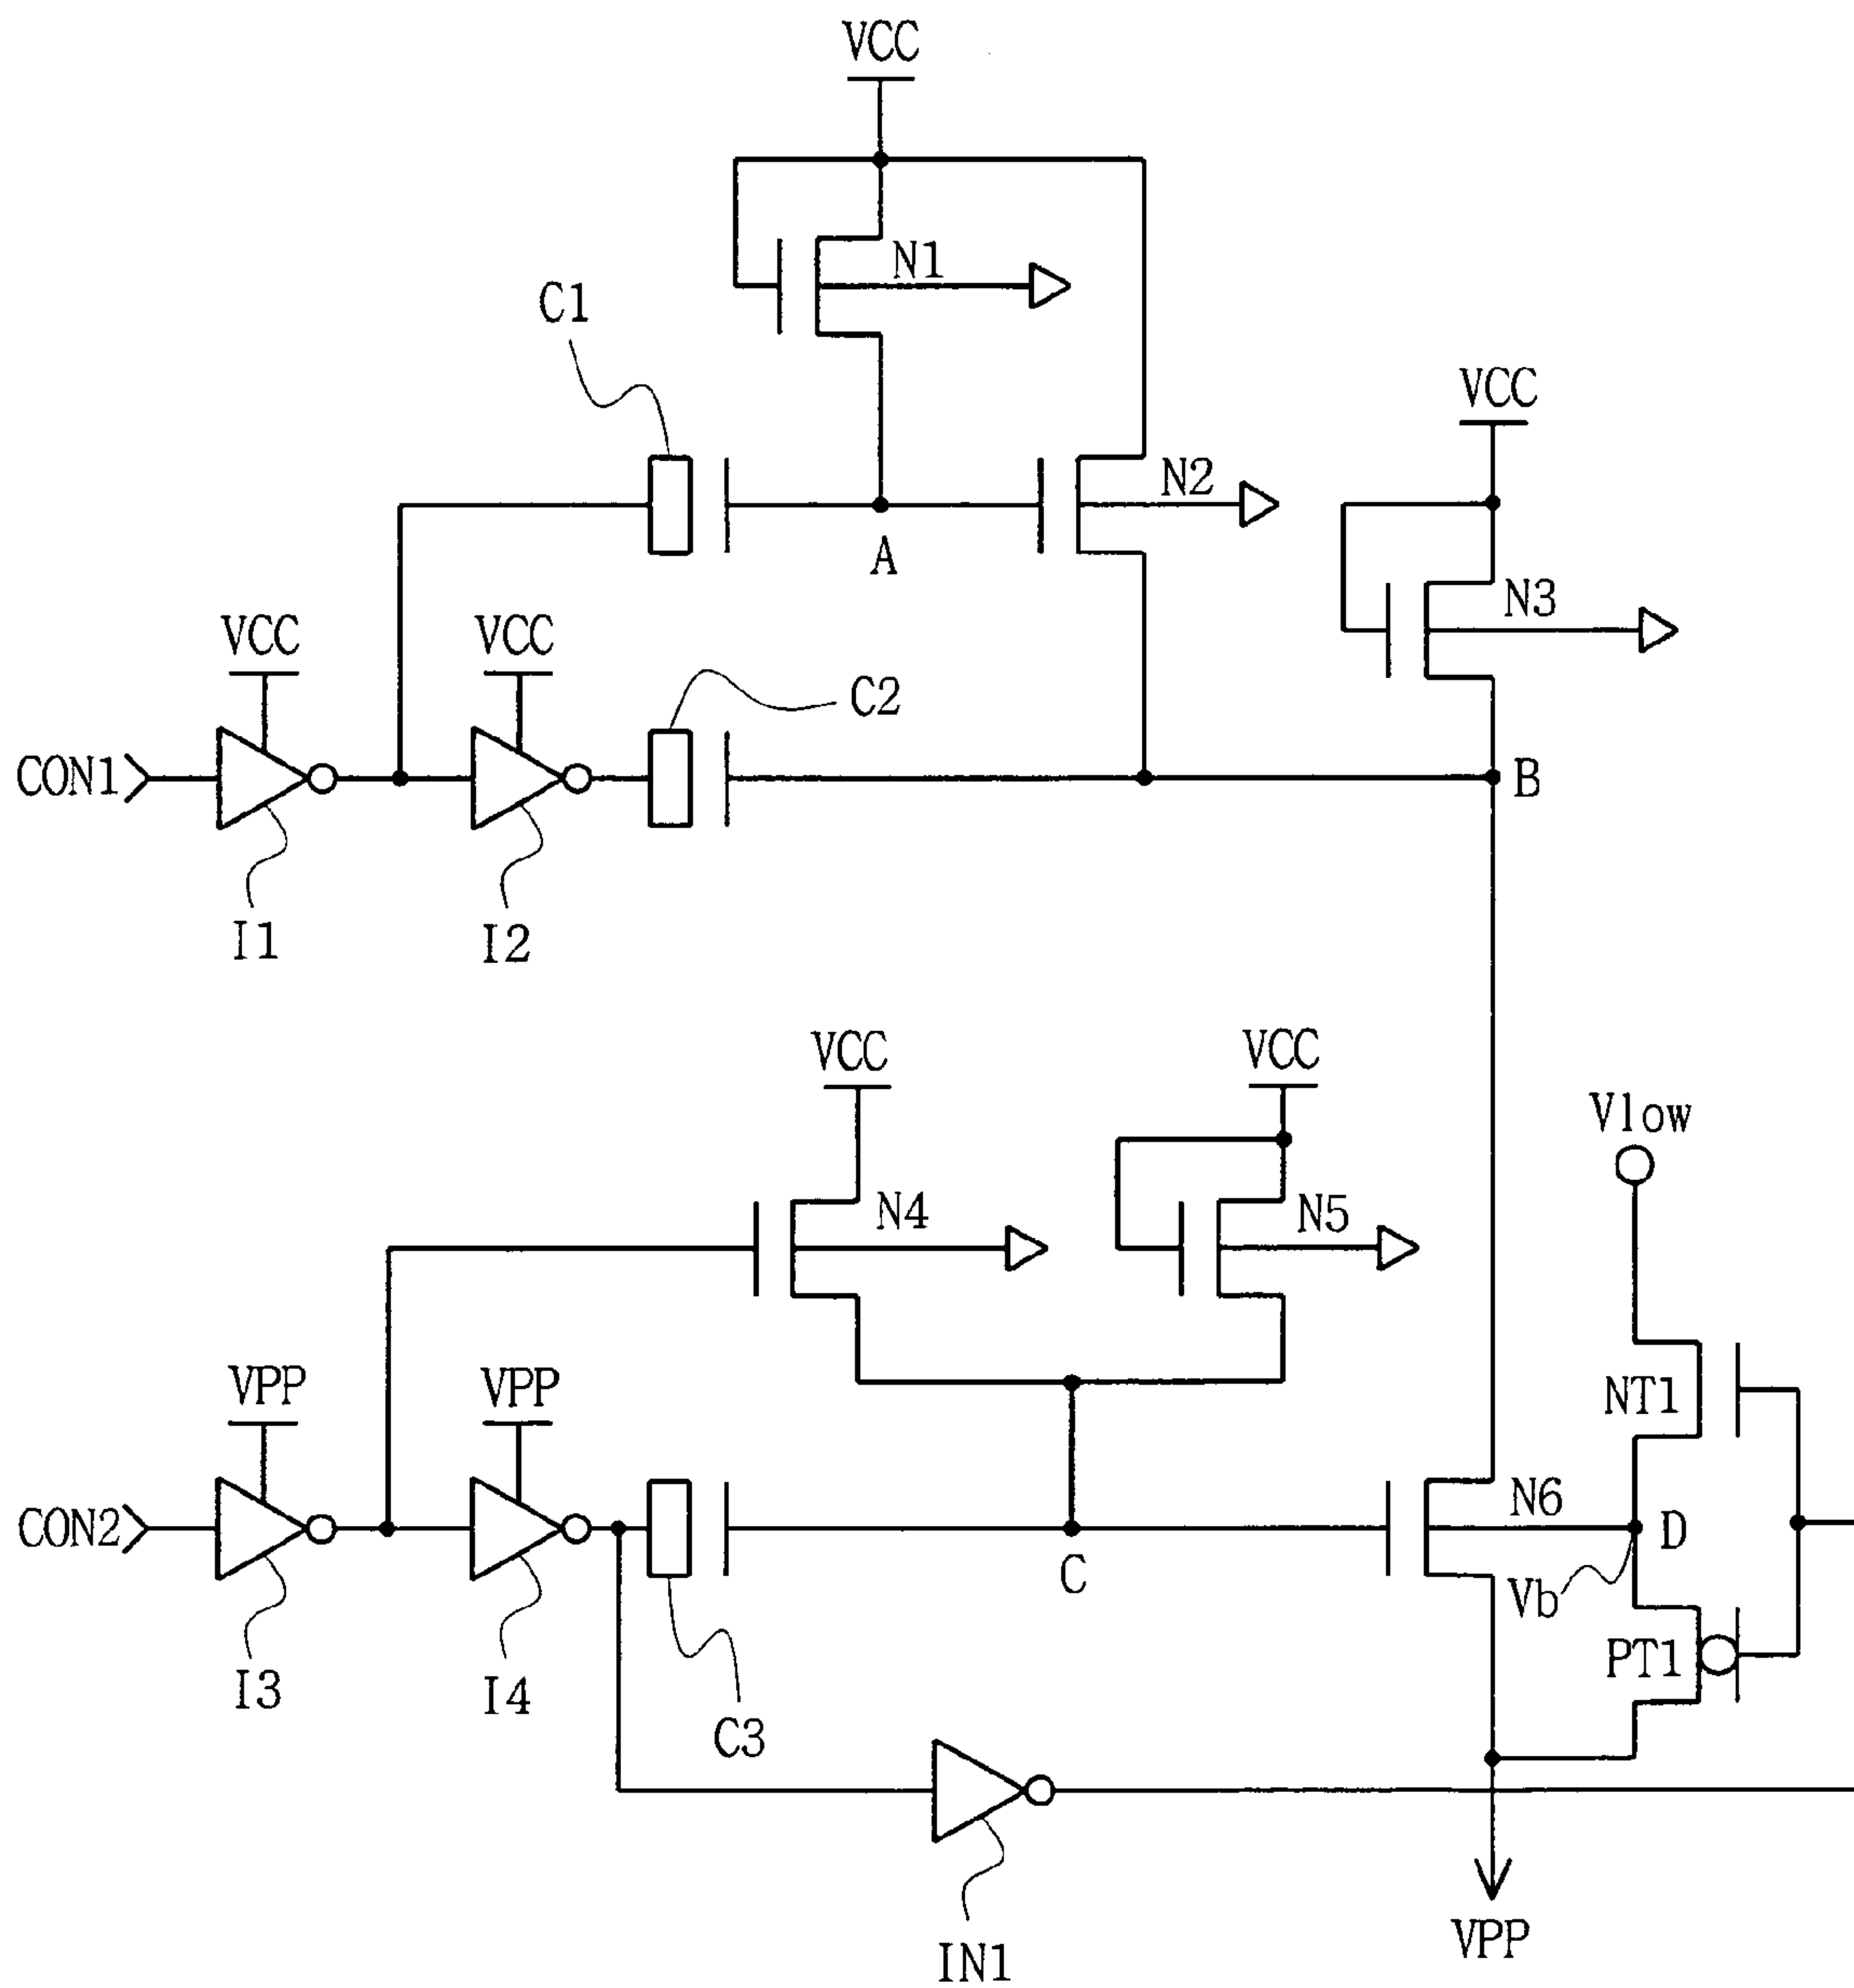 VCC
N1
C1
VCC
N2
A
N3
VCC
VCC
C2
CON1
B
I1
I2
VCC
VCC
Vlow
N4
N5
VPP
VPP
NT1
N6
CON2
D
C
Vb
PT1
I3
I4
C3
VPP
IN1